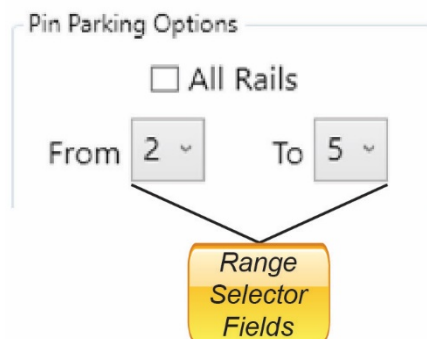 Pin Parking Options
All Rails
From 2 To 5
Range
Selector
Fields